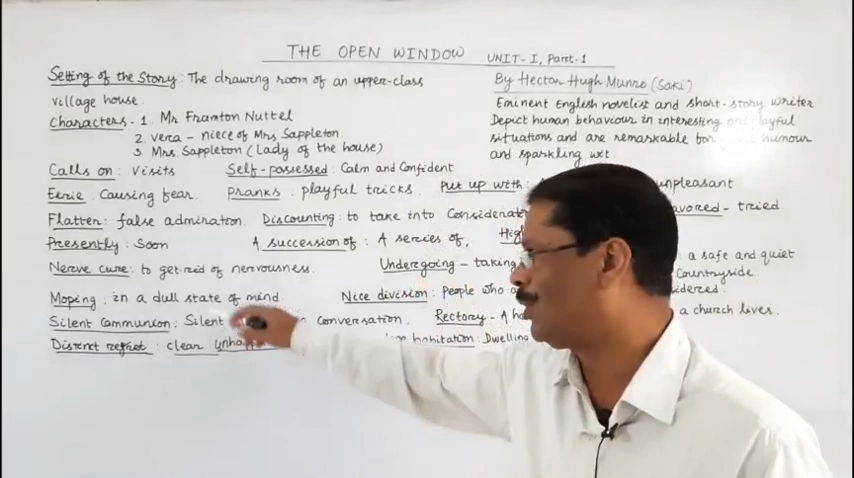 THE OPEN WINDOW UNIT-I, Part-1
Setting of the Story : The drawing room of an upper-class
village house.
By Hector Hugh Munro (Saki)
Eminent English novelist and short-story writer
Depict human behaviour in interesting and playful
situations and are remarkable for humour
and sparkling wit.
Characters - 1. Mr Framton Nuttel
2. vera - niece of Mrs Sappleton
3. Mrs. Sappleton (Lady of the house)
Calls on : Visits Self-possessed : Calm and Confident
Eerie : Causing fear. Pranks : playful tricks. Put up with : unpleasant
Flatter : false admiration. Discounting : to take into - tried
Presently : Soon A succession of : A series of, : a safe and quiet
Nerve cure : to get rid of nervousness. Undergoing - Countryside.
Moping : in a dull state of mind. Nice division : People who
Silent Communion : Silent conversation. Rectory - A a church lives.
Distinct regret : clear habitation : Dwelling